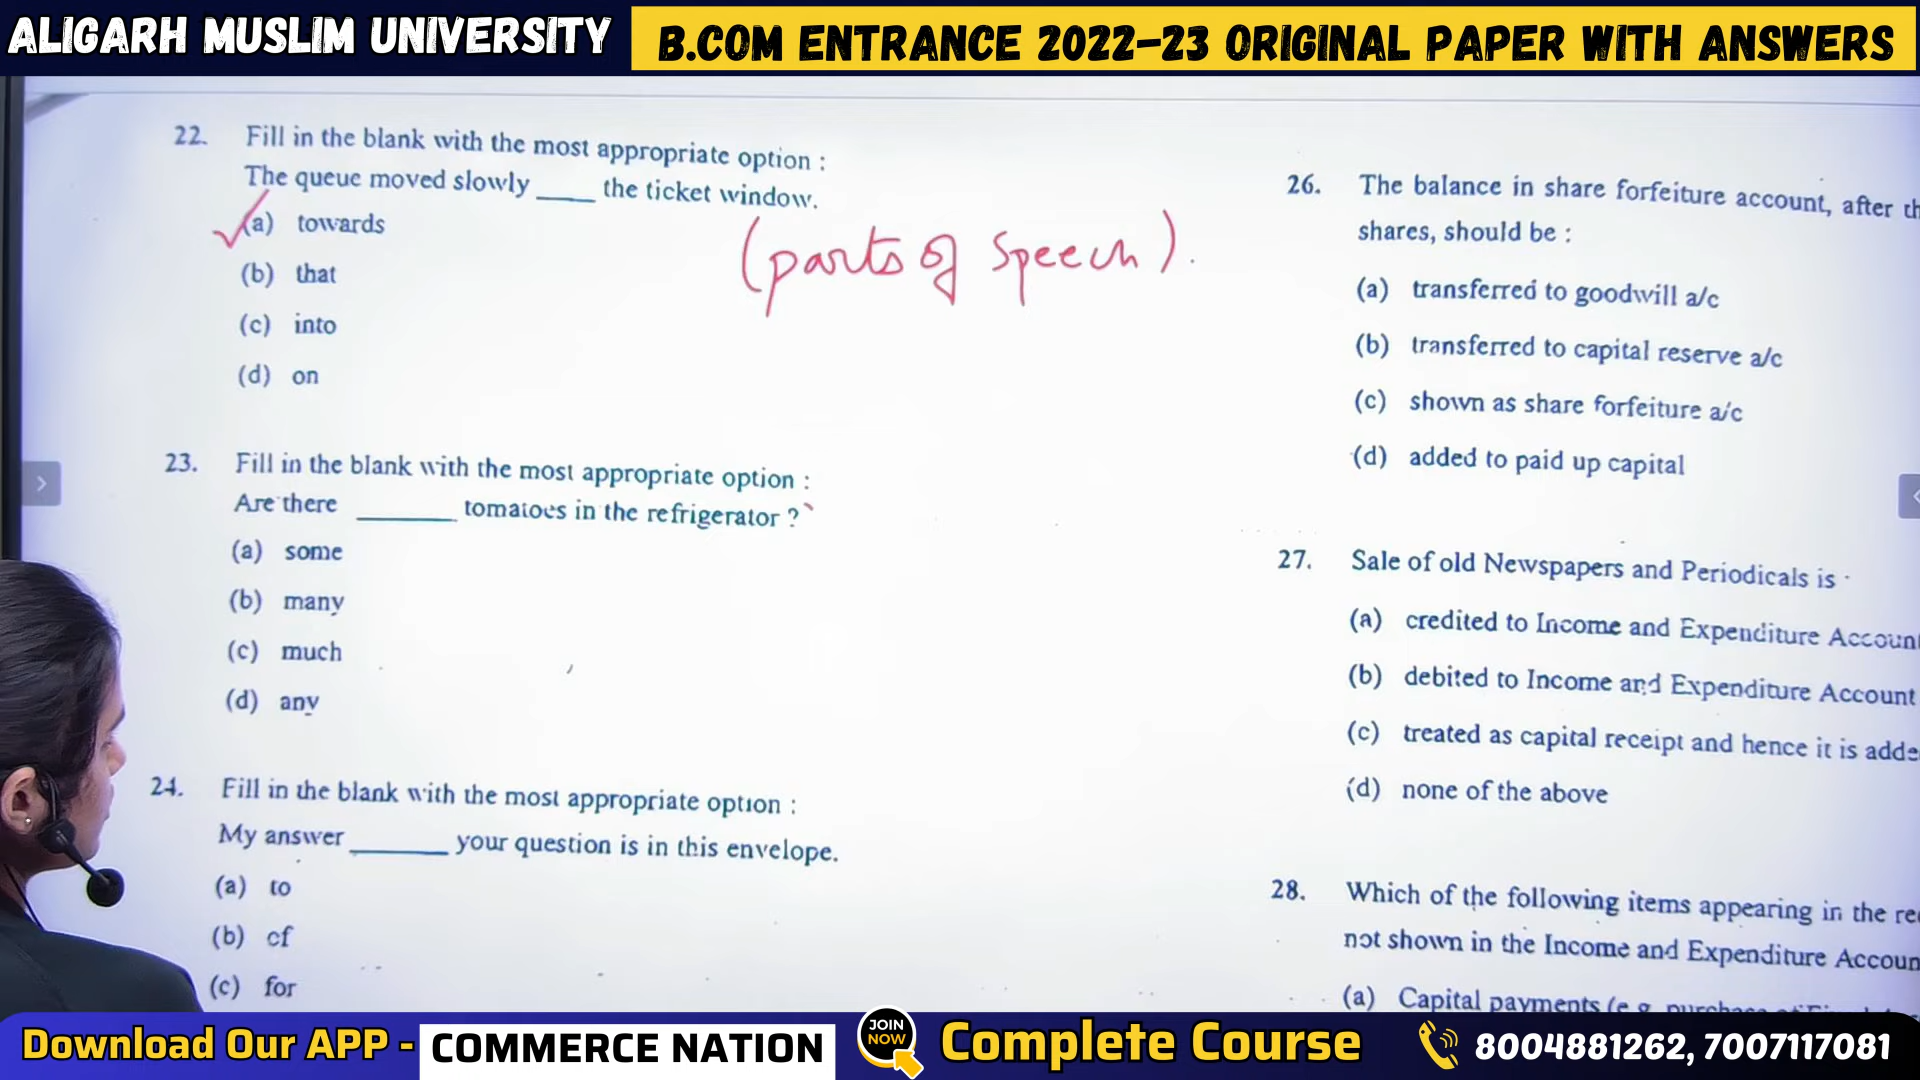 ALIGARH MUSLIM UNIVERSITY
B.COM ENTRANCE 2022-23 ORIGINAL PAPER WITH ANSWERS
22. Fill in the blank with the most appropriate option :
The queue moved slowly ____ the ticket window.
(a) towards
(b) that
(c) into
(d) on
(parts of speech).
23. Fill in the blank with the most appropriate option :
Are there ______ tomatoes in the refrigerator ?
(a) some
(b) many
(c) much
(d) any
24. Fill in the blank with the most appropriate option :
My answer ______ your question is in this envelope.
(a) to
(b) of
(c) for
26. The balance in share forfeiture account, after
shares, should be :
(a) transferred to goodwill a/c
(b) transferred to capital reserve a/c
(c) shown as share forfeiture a/c
(d) added to paid up capital
27. Sale of old Newspapers and Periodicals is
(a) credited to Income and Expenditure Account
(b) debited to Income and Expenditure Account
(c) treated as capital receipt and hence it is adde
(d) none of the above
28. Which of the following items appearing in the
not shown in the Income and Expenditure Accoun
(a) Capital payments (e.g. purchase of
Download Our APP - COMMERCE NATION
JOIN
NOW
Complete Course
8004881262, 7007117081